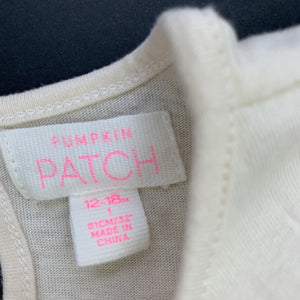 PUMPKIN
PATCH
12-18M
1
81CM/32"
MADE IN
CHINA